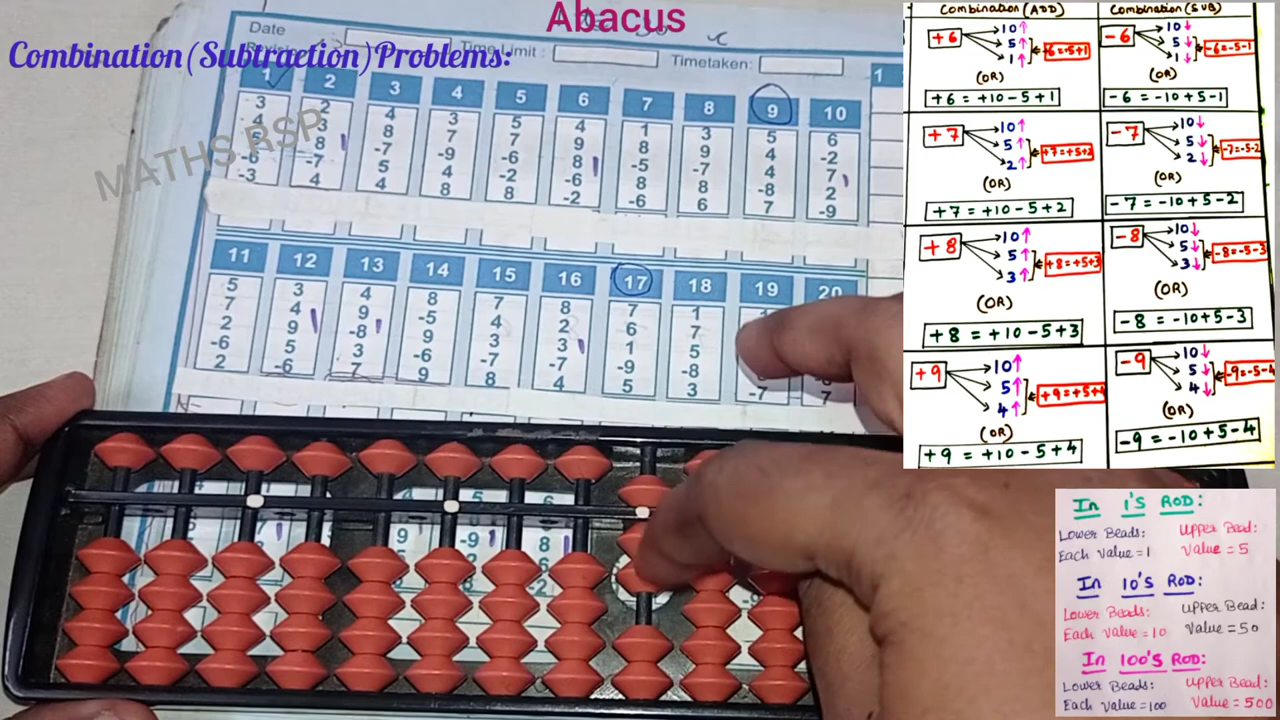 Abacus
Combination(Subtraction)Problems:
MATHS RSP
Date
Time Limit :
Timetaken:
1 2 3 4 5 6 7 8 9 10
3 2 4 3 5 4 1 3 5 6
4 3 8 7 7 9 8 9 4 -2
5 8 -7 -9 -6 8 -5 -7 4 7
-6 -7 5 4 -2 -6 8 8 -8 2
-3 4 4 8 8 -2 -6 6 7 -9
11 12 13 14 15 16 17 18 19 20
5 3 4 8 7 8 7 1
7 4 9 -5 4 2 6 7
2 9 -8 9 3 3 1 5
-6 5 3 -6 -7 -7 -9 -8
2 -6 7 9 8 4 5 3 -7 7
Combination (ADD)
+6
10↑
5↑
1↑
+6=+5+1
(OR)
+6 = +10-5+1
+7
10↑
5↑
2↑
+7=+5+2
(OR)
+7 = +10-5+2
+8
10↑
5↑
3↑
+8=+5+3
(OR)
+8 = +10-5+3
+9
10↑
5↑
4↑
+9=+5+4
(OR)
+9 = +10-5+4
Combination (SUB)
-6
10↓
5↓
1↓
-6=-5-1
(OR)
-6 = -10+5-1
-7
10↓
5↓
2↓
-7=-5-2
(OR)
-7 = -10+5-2
-8
10↓
5↓
3↓
-8=-5-3
(OR)
-8 = -10+5-3
-9
10↓
5↓
4↓
-9=-5-4
(OR)
-9 = -10+5-4
In 1'S ROD:
Lower Beads: Upper Bead:
Each value=1 Value = 5
In 10'S ROD:
Lower Beads: Upper Bead:
Each value=10 Value=50
In 100'S ROD:
Lower Beads: Upper Bead:
Each value=100 Value=500